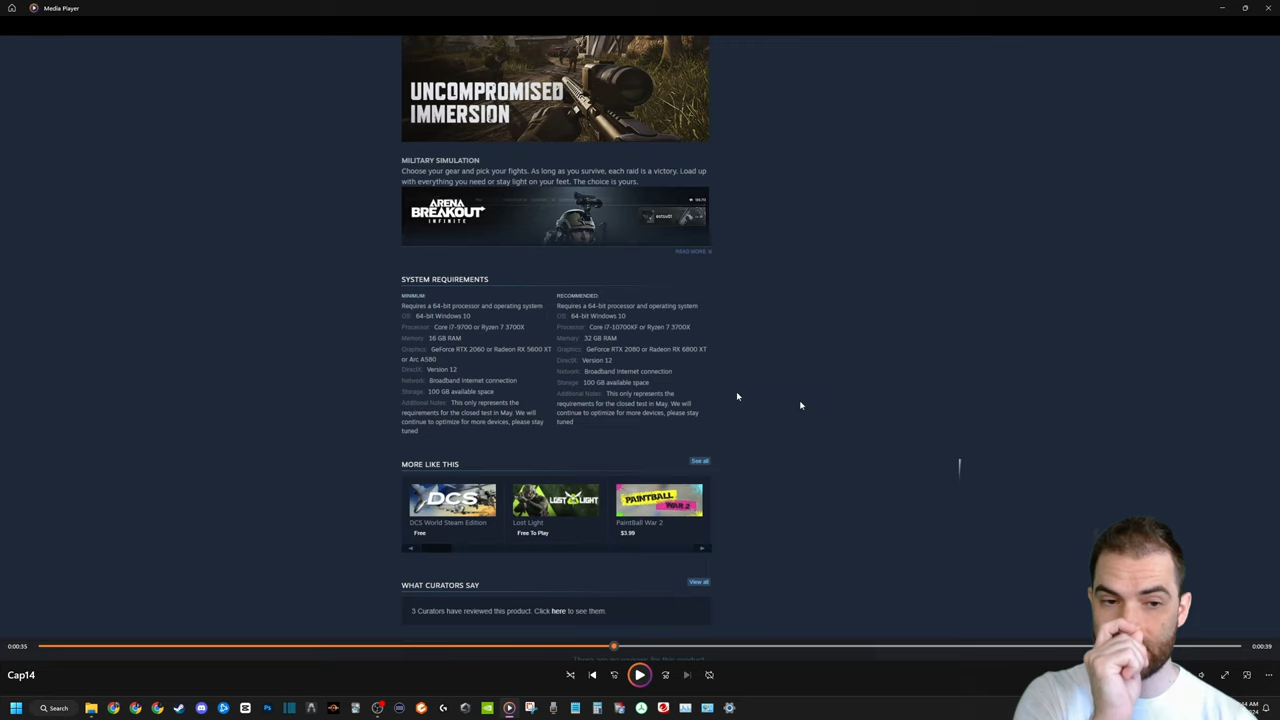 Media Player
UNCOMPROMISED
IMMERSION
MILITARY SIMULATION
Choose your gear and pick your fights. As long as you survive, each raid is a victory. Load up
with everything you need or stay light on your feet. The choice is yours.
ARENA
BREAKOUT
INFINITE
READ MORE
SYSTEM REQUIREMENTS
MINIMUM:
Requires a 64-bit processor and operating system
OS: 64-bit Windows 10
Processor: Core i7-9700 or Ryzen 7 3700X
Memory: 16 GB RAM
Graphics: GeForce RTX 2060 or Radeon RX 5600 XT
or Arc A580
DirectX: Version 12
Network: Broadband Internet connection
Storage: 100 GB available space
Additional Notes: This only represents the
requirements for the closed test in May. We will
continue to optimize for more devices, please stay
tuned
RECOMMENDED:
Requires a 64-bit processor and operating system
OS: 64-bit Windows 10
Processor: Core i7-10700KF or Ryzen 7 3700X
Memory: 32 GB RAM
Graphics: GeForce RTX 2080 or Radeon RX 6800 XT
DirectX: Version 12
Network: Broadband Internet connection
Storage: 100 GB available space
Additional Notes: This only represents the
requirements for the closed test in May. We will
continue to optimize for more devices, please stay
tuned
MORE LIKE THIS
See all
DCS
LOST LIGHT
PAINTBALL
WAR 2
DCS World Steam Edition
Lost Light
PaintBall War 2
Free
Free To Play
$3.99
WHAT CURATORS SAY
View all
3 Curators have reviewed this product. Click here to see them.
There are no reviews for this product
0:00:35
0:00:39
Cap14
Search